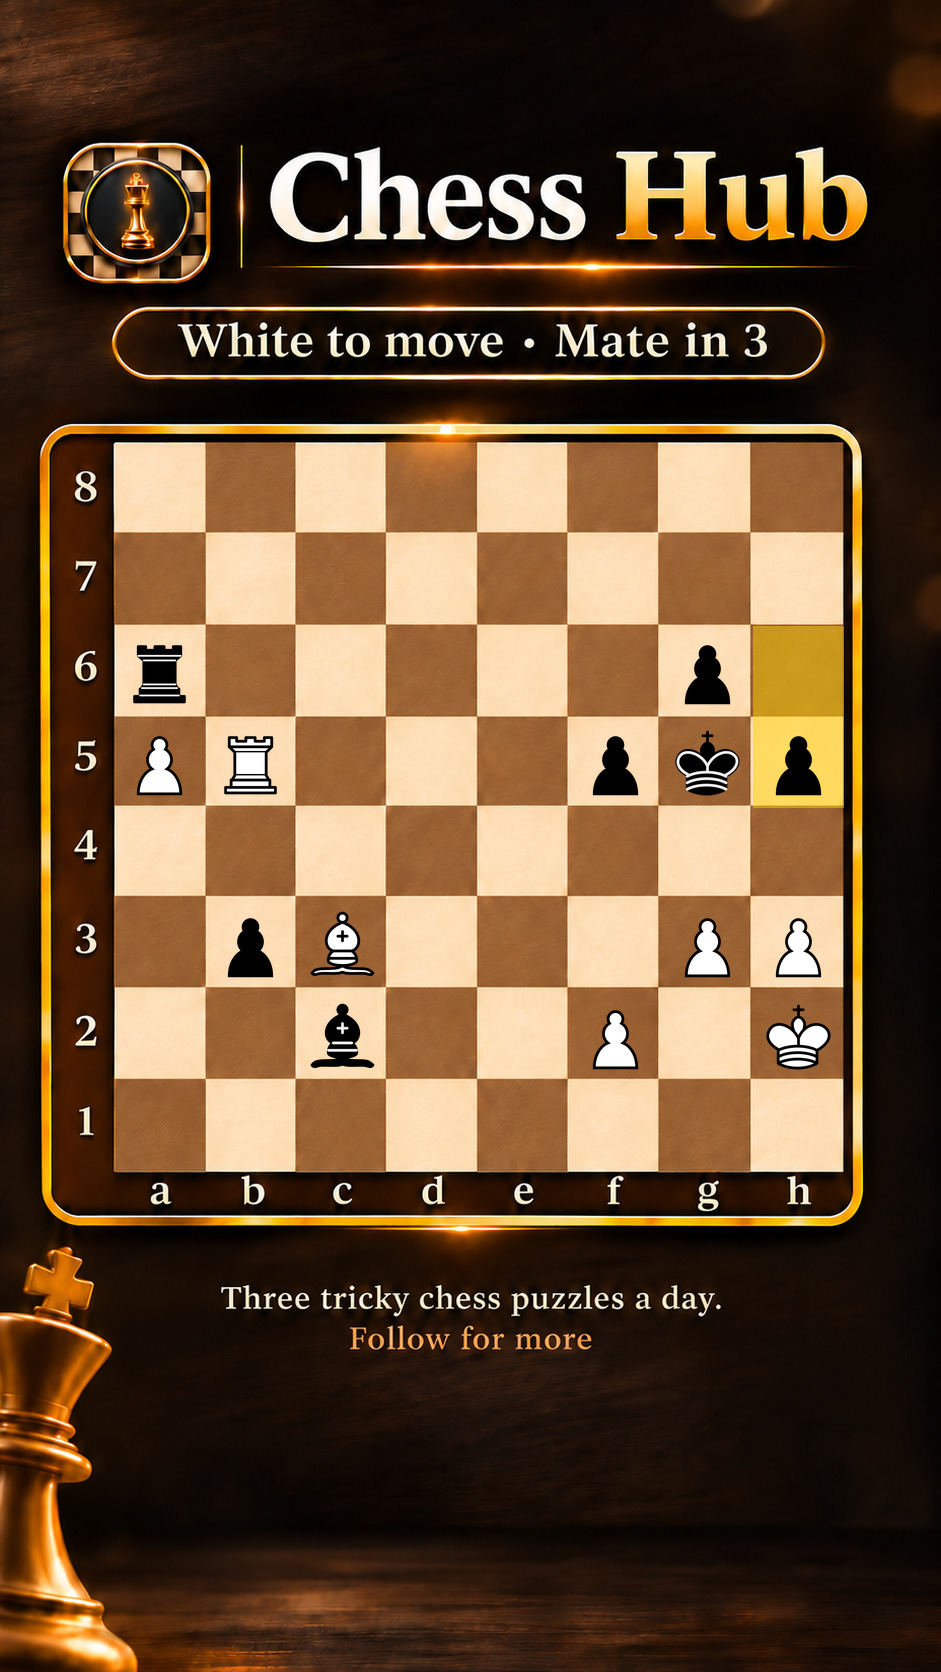 Chess Hub
White to move • Mate in 3
8
7
6
5
4
3
2
1
a b c d e f g h
Three tricky chess puzzles a day.
Follow for more